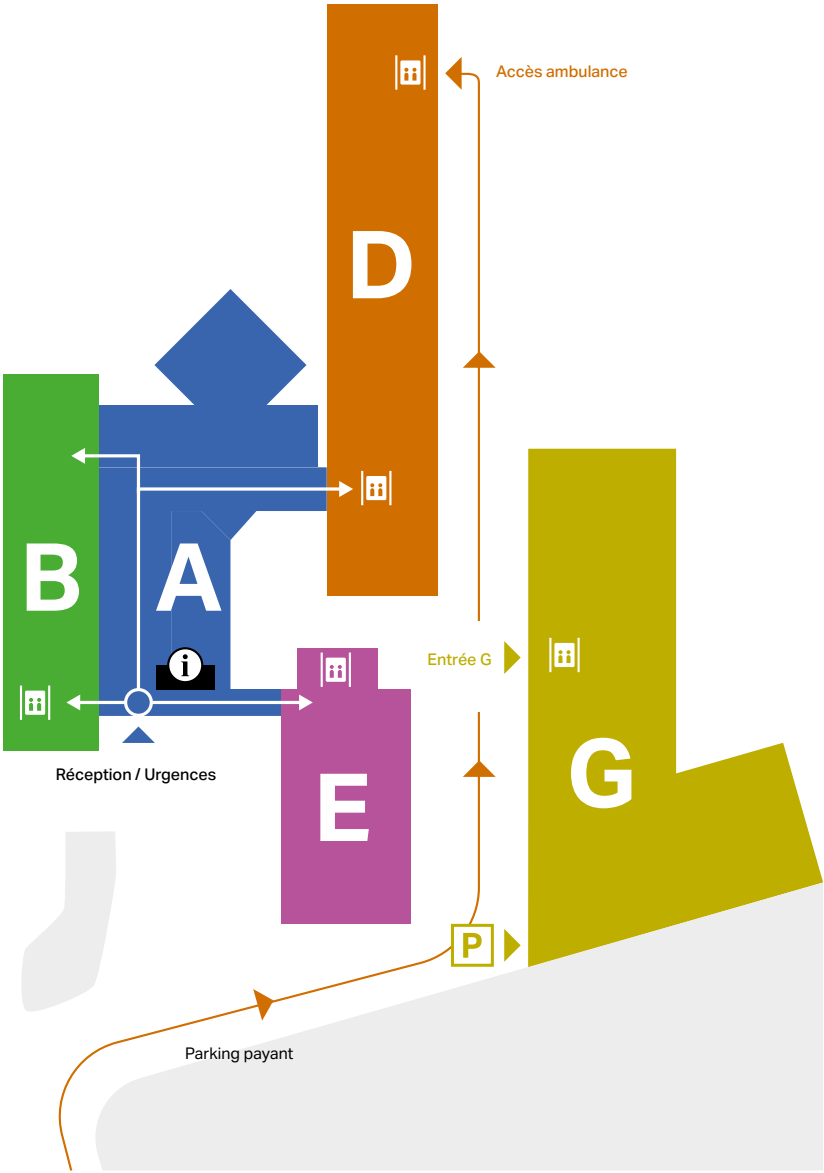 Accès ambulance
D
B
A
i
Entrée G
Réception / Urgences
G
E
P
Parking payant